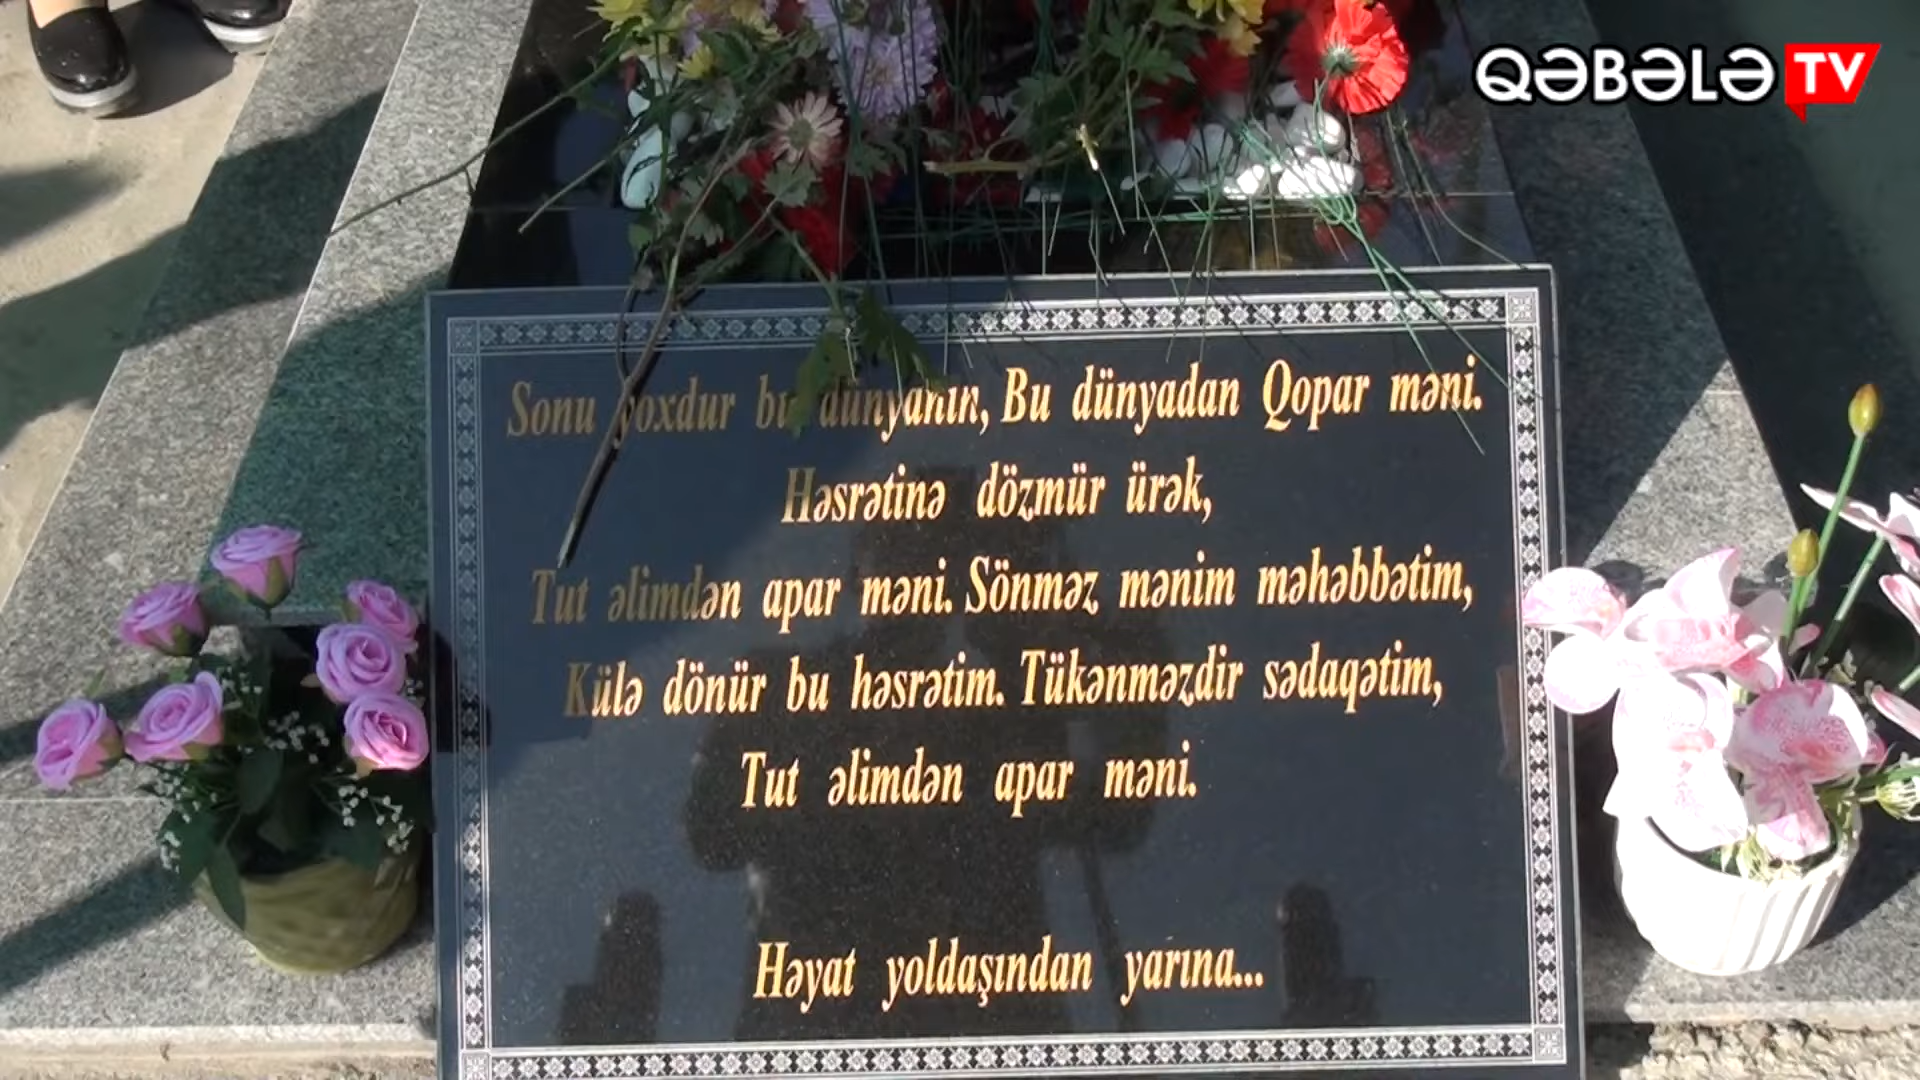 QƏBƏLƏ TV
Sonu yoxdur bu dünyanın, Bu dünyadan Qopar məni.
Həsrətinə dözmür ürək,
Tut əlimdən apar məni. Sönməz mənim məhəbbətim,
Külə dönür bu həsrətim. Tükənməzdir sədaqətim,
Tut əlimdən apar məni.
Həyat yoldaşından yarına...